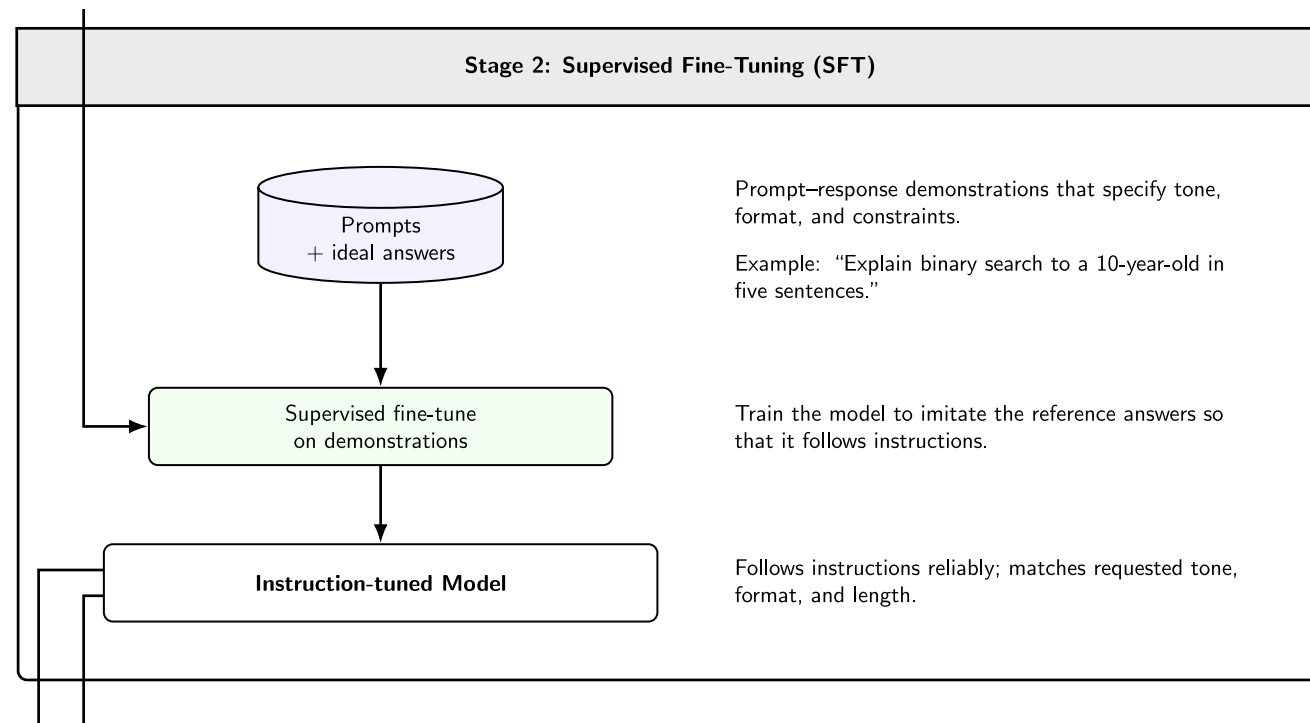 Stage 2: Supervised Fine-Tuning (SFT)
Prompts
+ ideal answers
Prompt–response demonstrations that specify tone,
format, and constraints.
Example: “Explain binary search to a 10-year-old in
five sentences.”
Supervised fine-tune
on demonstrations
Train the model to imitate the reference answers so
that it follows instructions.
Instruction-tuned Model
Follows instructions reliably; matches requested tone,
format, and length.